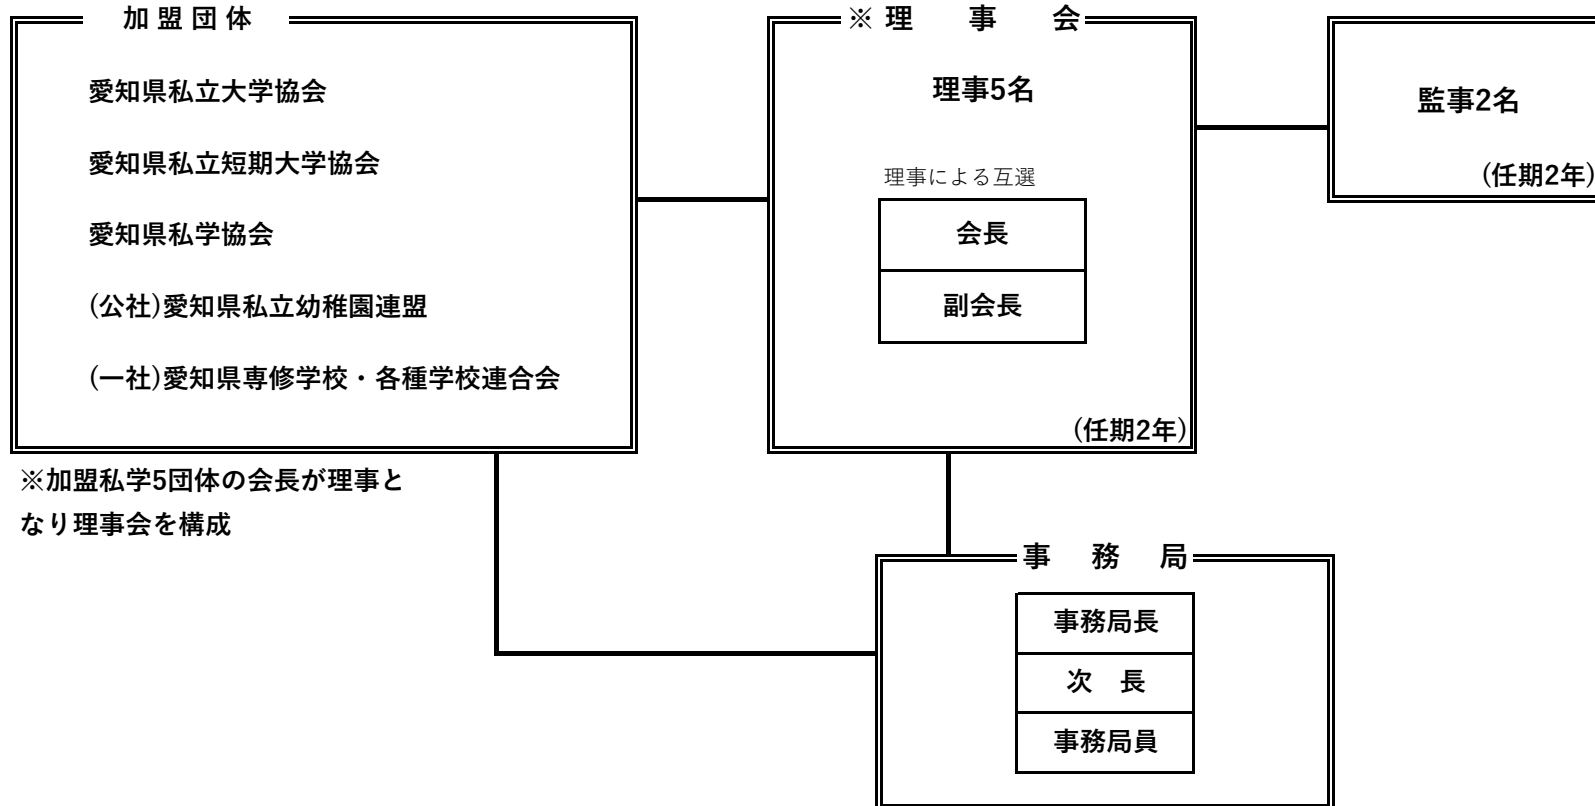 加盟団体
愛知県私立大学協会
愛知県私立短期大学協会
愛知県私学協会
(公社)愛知県私立幼稚園連盟
(一社)愛知県専修学校・各種学校連合会
※加盟私学5団体の会長が理事と
なり理事会を構成
※理　事　会
理事5名
理事による互選
会長
副会長
(任期2年)
監事2名
(任期2年)
事　務　局
事務局長
次　長
事務局員